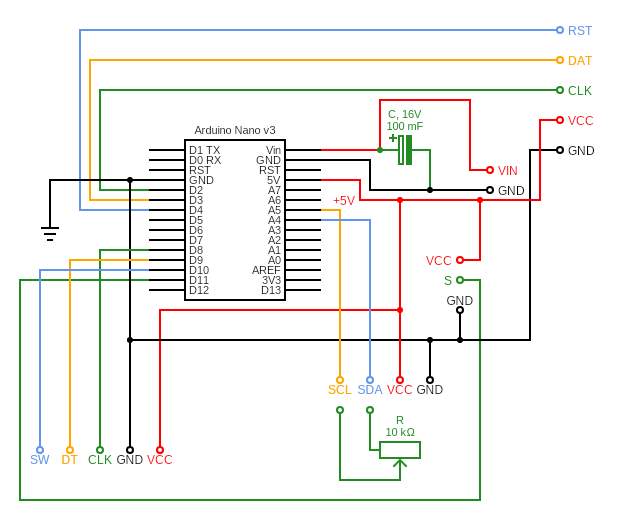 RST
DAT
CLK
VCC
GND
C, 16V
100 mF
Arduino Nano v3
D1 TX
D0 RX
RST
GND
D2
D3
D4
D5
D6
D7
D8
D9
D10
D11
D12
Vin
GND
RST
5V
A7
A6
A5
A4
A3
A2
A1
A0
AREF
3V3
D13
VIN
GND
+5V
VCC
S
GND
SCL SDA VCC GND
R
10 kΩ
SW DT CLK GND VCC